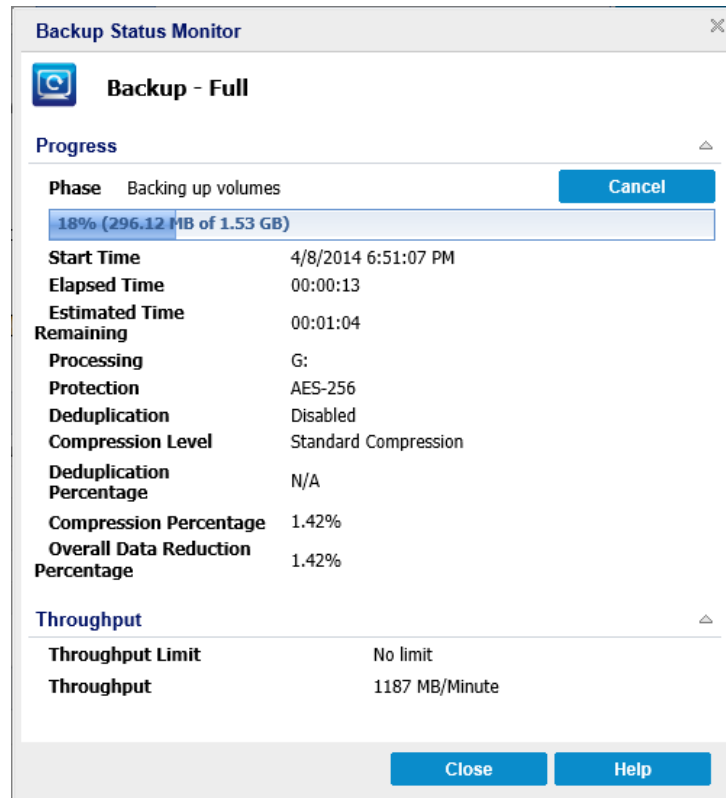 Backup Status Monitor
Backup - Full
Progress
Phase Backing up volumes Cancel
18% (296.12 MB of 1.53 GB)
Start Time 4/8/2014 6:51:07 PM
Elapsed Time 00:00:13
Estimated Time
Remaining 00:01:04
Processing G:
Protection AES-256
Deduplication Disabled
Compression Level Standard Compression
Deduplication
Percentage N/A
Compression Percentage 1.42%
Overall Data Reduction
Percentage 1.42%
Throughput
Throughput Limit No limit
Throughput 1187 MB/Minute
Close Help